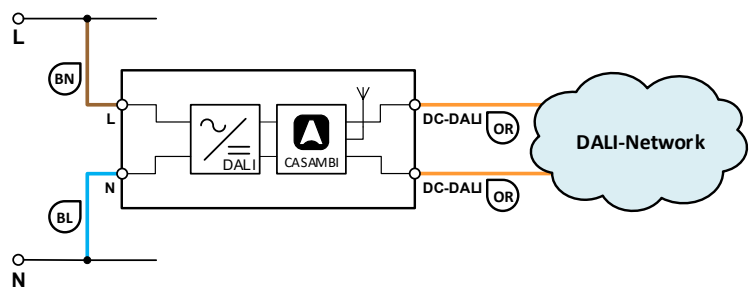 L
BN
L
DC-DALI
OR
DALI
CASAMBI
DALI-Network
N
DC-DALI
OR
BL
N